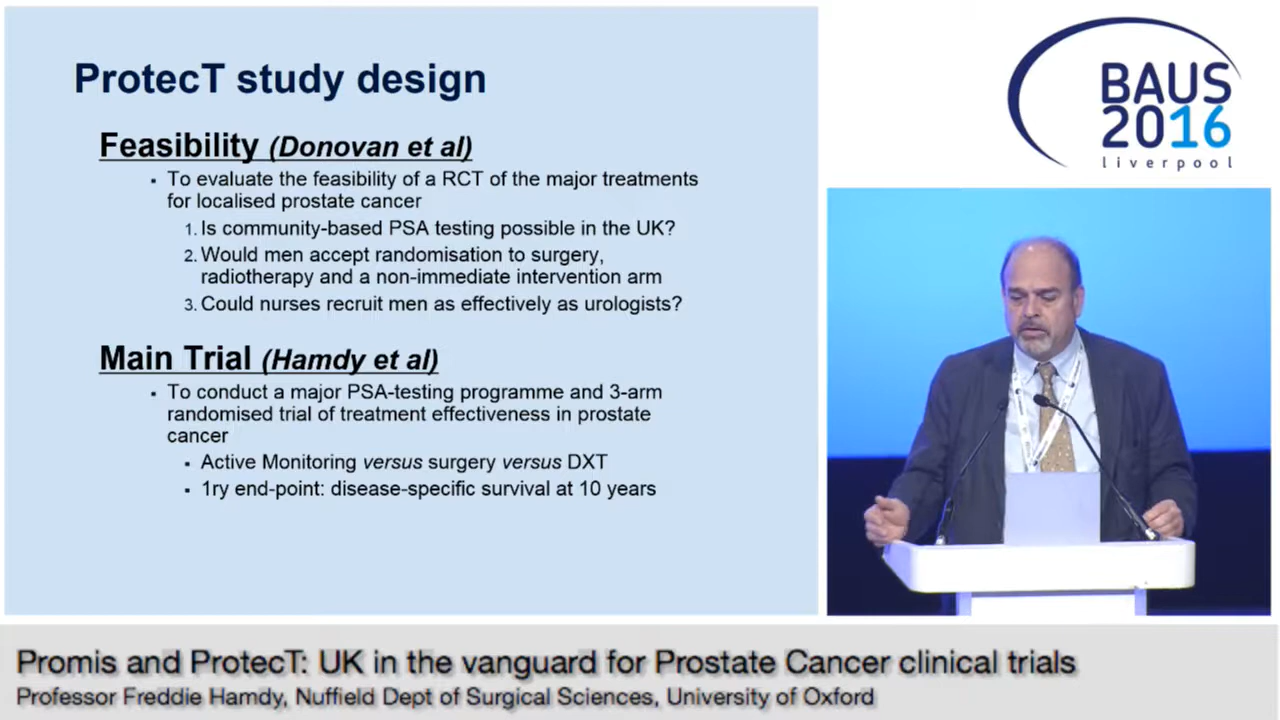 ProtecT study design
Feasibility (Donovan et al)
▪ To evaluate the feasibility of a RCT of the major treatments
for localised prostate cancer
1. Is community-based PSA testing possible in the UK?
2. Would men accept randomisation to surgery,
radiotherapy and a non-immediate intervention arm
3. Could nurses recruit men as effectively as urologists?
Main Trial (Hamdy et al)
▪ To conduct a major PSA-testing programme and 3-arm
randomised trial of treatment effectiveness in prostate
cancer
▪ Active Monitoring versus surgery versus DXT
▪ 1ry end-point: disease-specific survival at 10 years
BAUS
2016
liverpool
Promis and ProtecT: UK in the vanguard for Prostate Cancer clinical trials
Professor Freddie Hamdy, Nuffield Dept of Surgical Sciences, University of Oxford